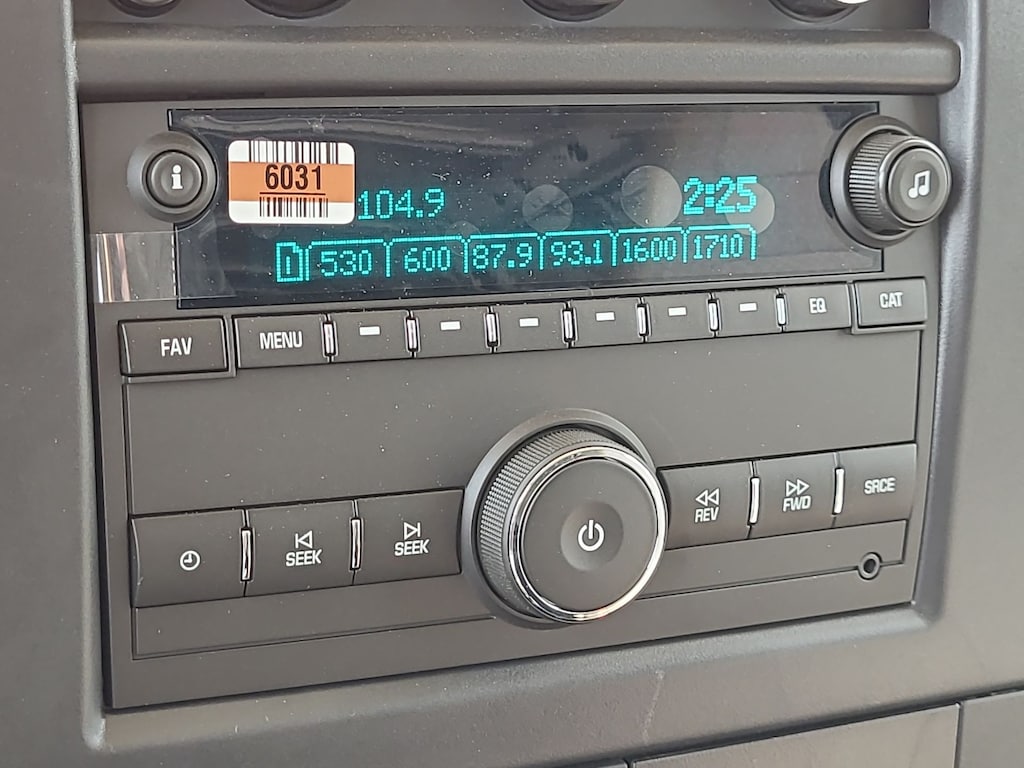 i
6031
104.9
2:25
1 530 600 87.9 93.1 1600 1710
FAV
MENU
EQ
CAT
SEEK
SEEK
REV
FWD
SRCE